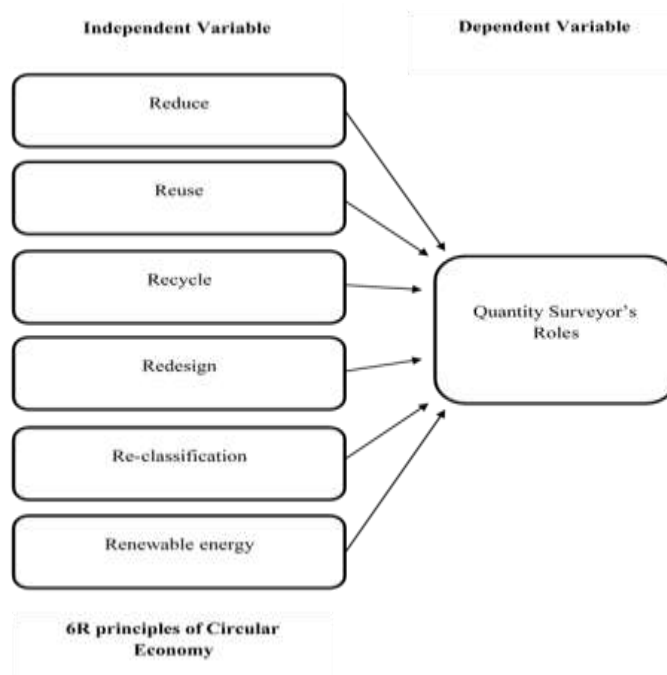 Independent Variable
Dependent Variable
Reduce
Reuse
Recycle
Redesign
Re-classification
Renewable energy
Quantity Surveyor's
Roles
6R principles of Circular
Economy